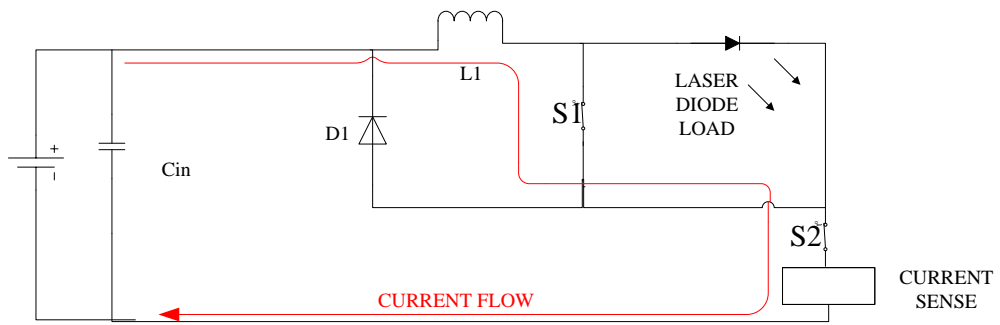 L1
LASER
DIODE
LOAD
S1
D1
+
−
Cin
S2
CURRENT
SENSE
CURRENT FLOW